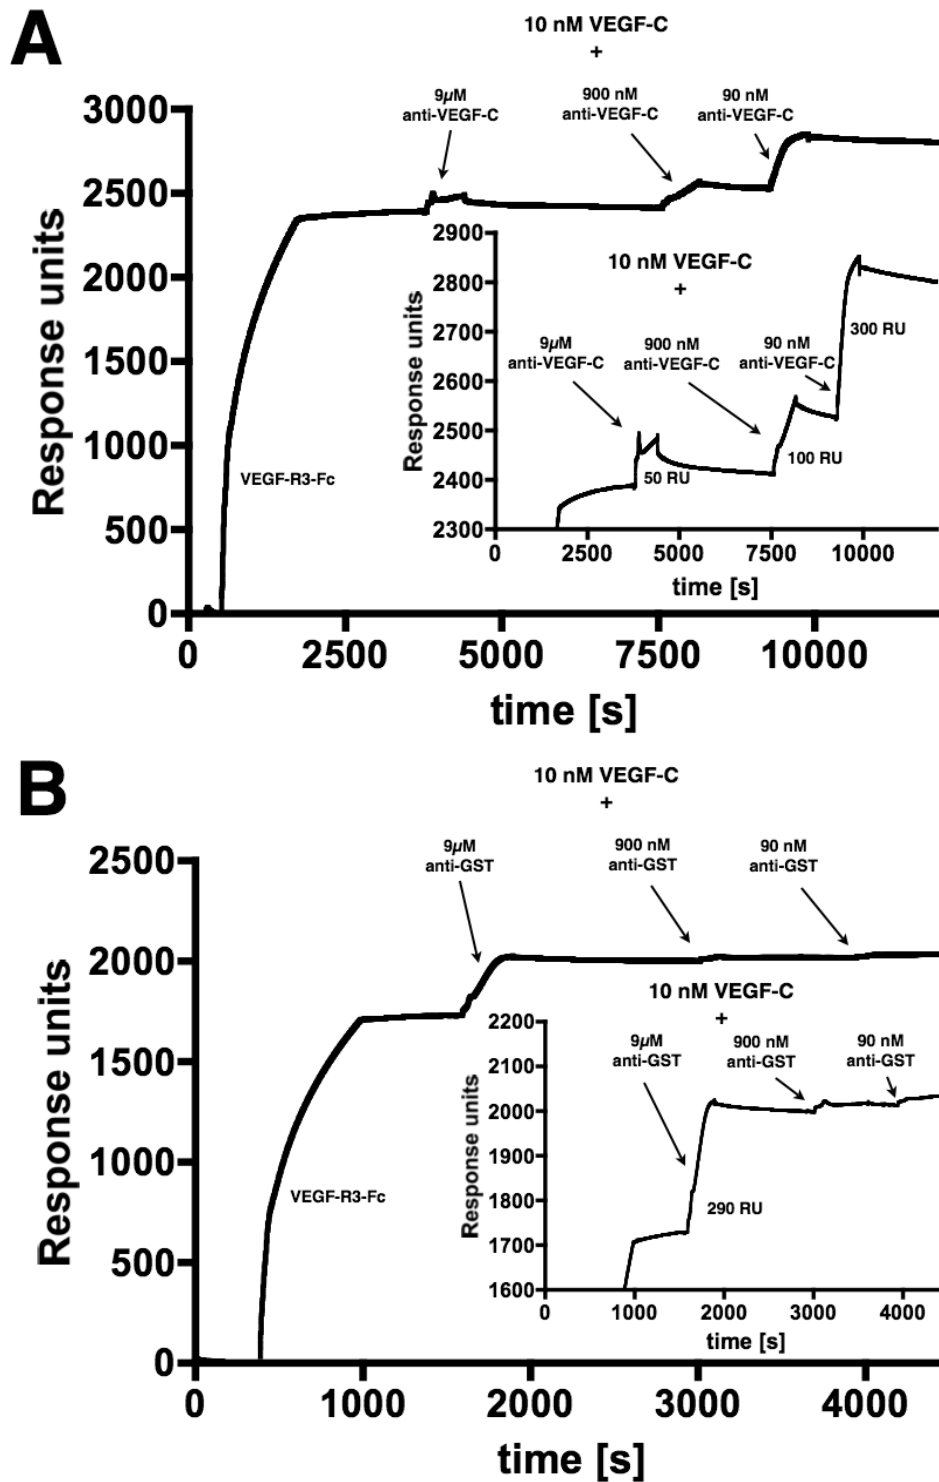 A
10 nM VEGF-C
+
9µM
anti-VEGF-C
900 nM
anti-VEGF-C
90 nM
anti-VEGF-C
3000
2500
2000
1500
1000
500
0
Response units
VEGF-R3-Fc
0
2500
5000
7500
10000
time [s]
2900
2800
2700
2600
2500
2400
2300
Response units
10 nM VEGF-C
+
9µM
anti-VEGF-C
900 nM
anti-VEGF-C
90 nM
anti-VEGF-C
300 RU
100 RU
50 RU
0
2500
5000
7500
10000
time [s]
B
10 nM VEGF-C
+
9µM
anti-GST
900 nM
anti-GST
90 nM
anti-GST
2500
2000
1500
1000
500
0
Response units
VEGF-R3-Fc
0
1000
2000
3000
4000
time [s]
10 nM VEGF-C
+
9µM
anti-GST
900 nM
anti-GST
90 nM
anti-GST
2200
2100
2000
1900
1800
1700
1600
Response units
290 RU
0
1000
2000
3000
4000
time [s]